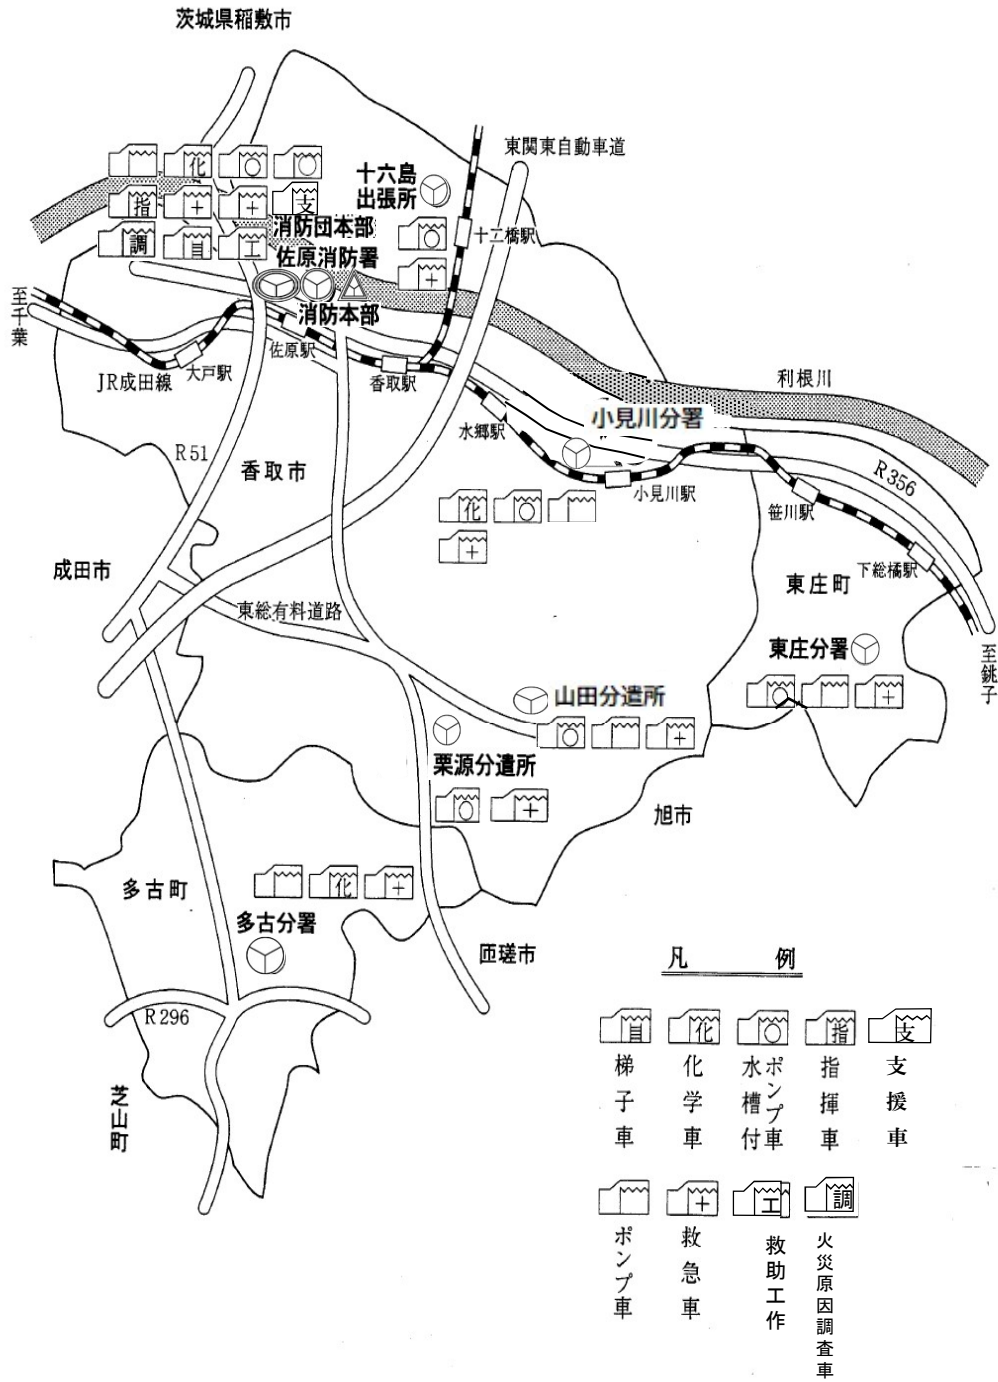 茨城県稲敷市
東関東自動車道
十六島
出張所
十二橋駅
化
指
支
調
工
消防団本部
佐原消防署
消防本部
至千葉
JR成田線
大戸駅
佐原駅
香取駅
水郷駅
利根川
小見川分署
小見川駅
R356
笹川駅
下総橘駅
至銚子
R51
香取市
化
成田市
東総有料道路
東庄町
東庄分署
山田分遣所
栗源分遣所
旭市
多古町
化
多古分署
匝瑳市
R296
芝山町
凡例
化
指
支
梯子車
化学車
水槽付ポンプ車
指揮車
支援車
工
調
ポンプ車
救急車
救助工作
火災原因調査車